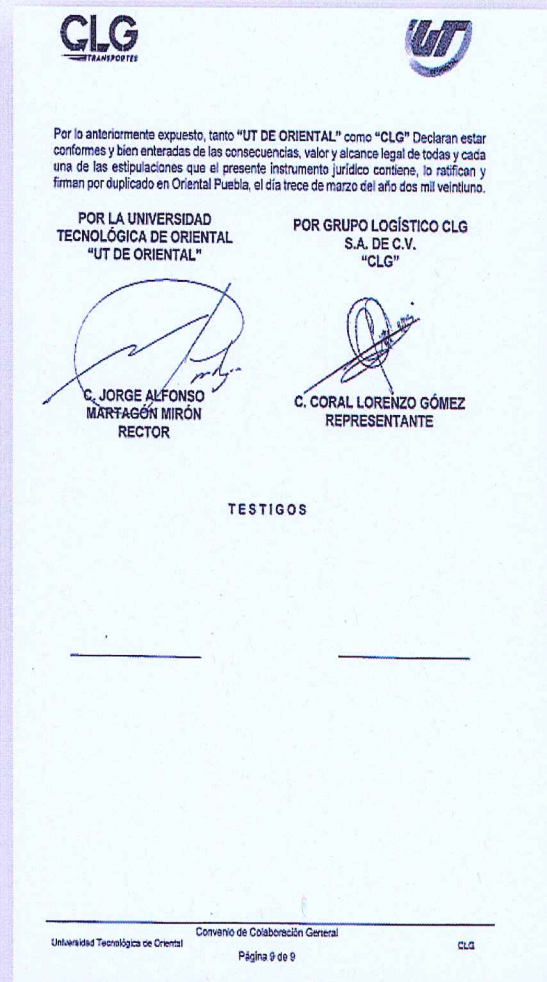 CLG
TRANSPORTES
UT
Por lo anteriormente expuesto, tanto "UT DE ORIENTAL" como "CLG" Declaran estar
conformes y bien enteradas de las consecuencias, valor y alcance legal de todas y cada
una de las estipulaciones que el presente instrumento jurídico contiene, lo ratifican y
firman por duplicado en Oriental Puebla, el día trece de marzo del año dos mil veintiuno.
POR LA UNIVERSIDAD
TECNOLÓGICA DE ORIENTAL
"UT DE ORIENTAL"
C. JORGE ALFONSO
MARTAGÓN MIRÓN
RECTOR
POR GRUPO LOGÍSTICO CLG
S.A. DE C.V.
"CLG"
C. CORAL LORENZO GÓMEZ
REPRESENTANTE
TESTIGOS
Convenio de Colaboración General
Universidad Tecnológica de Oriental
CLG
Página 9 de 9